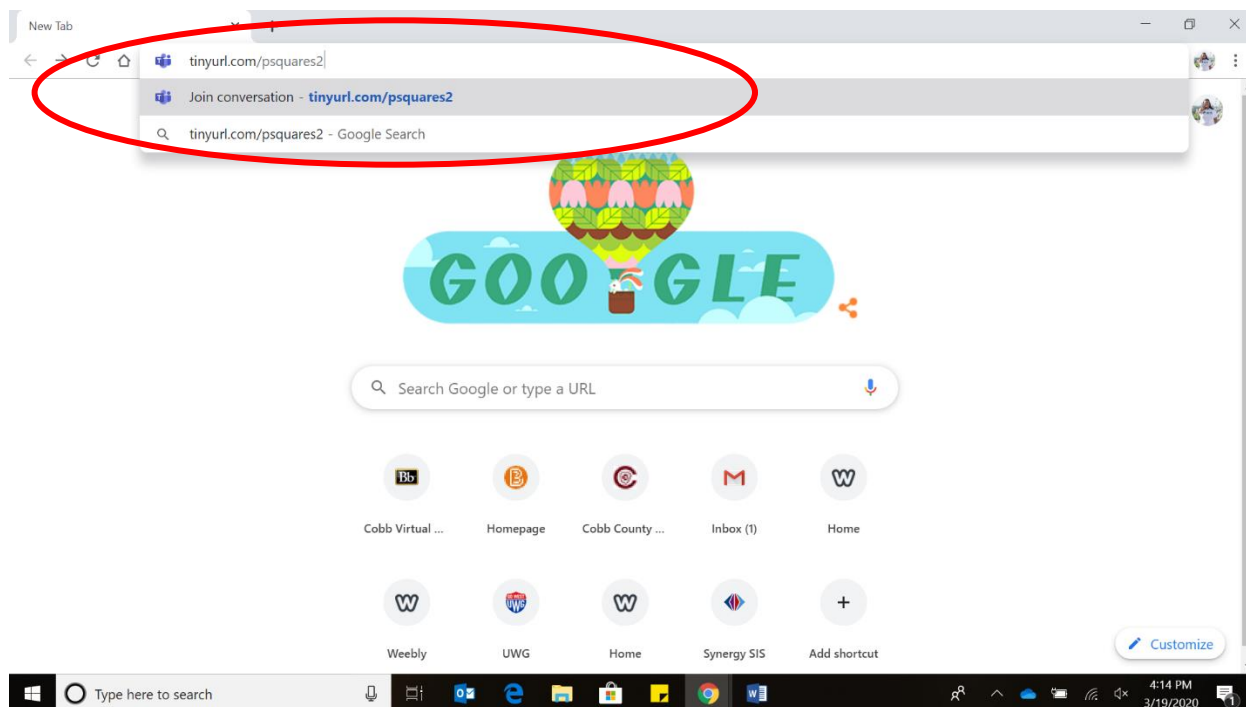 New Tab
tinyurl.com/psquares2
Join conversation - tinyurl.com/psquares2
tinyurl.com/psquares2 - Google Search
GOOGLE
Search Google or type a URL
Bb
Cobb Virtual ...
Homepage
Cobb County ...
Inbox (1)
Home
UWG
Weebly
UWG
Home
Synergy SIS
Add shortcut
Customize
Type here to search
4:14 PM
3/19/2020
1